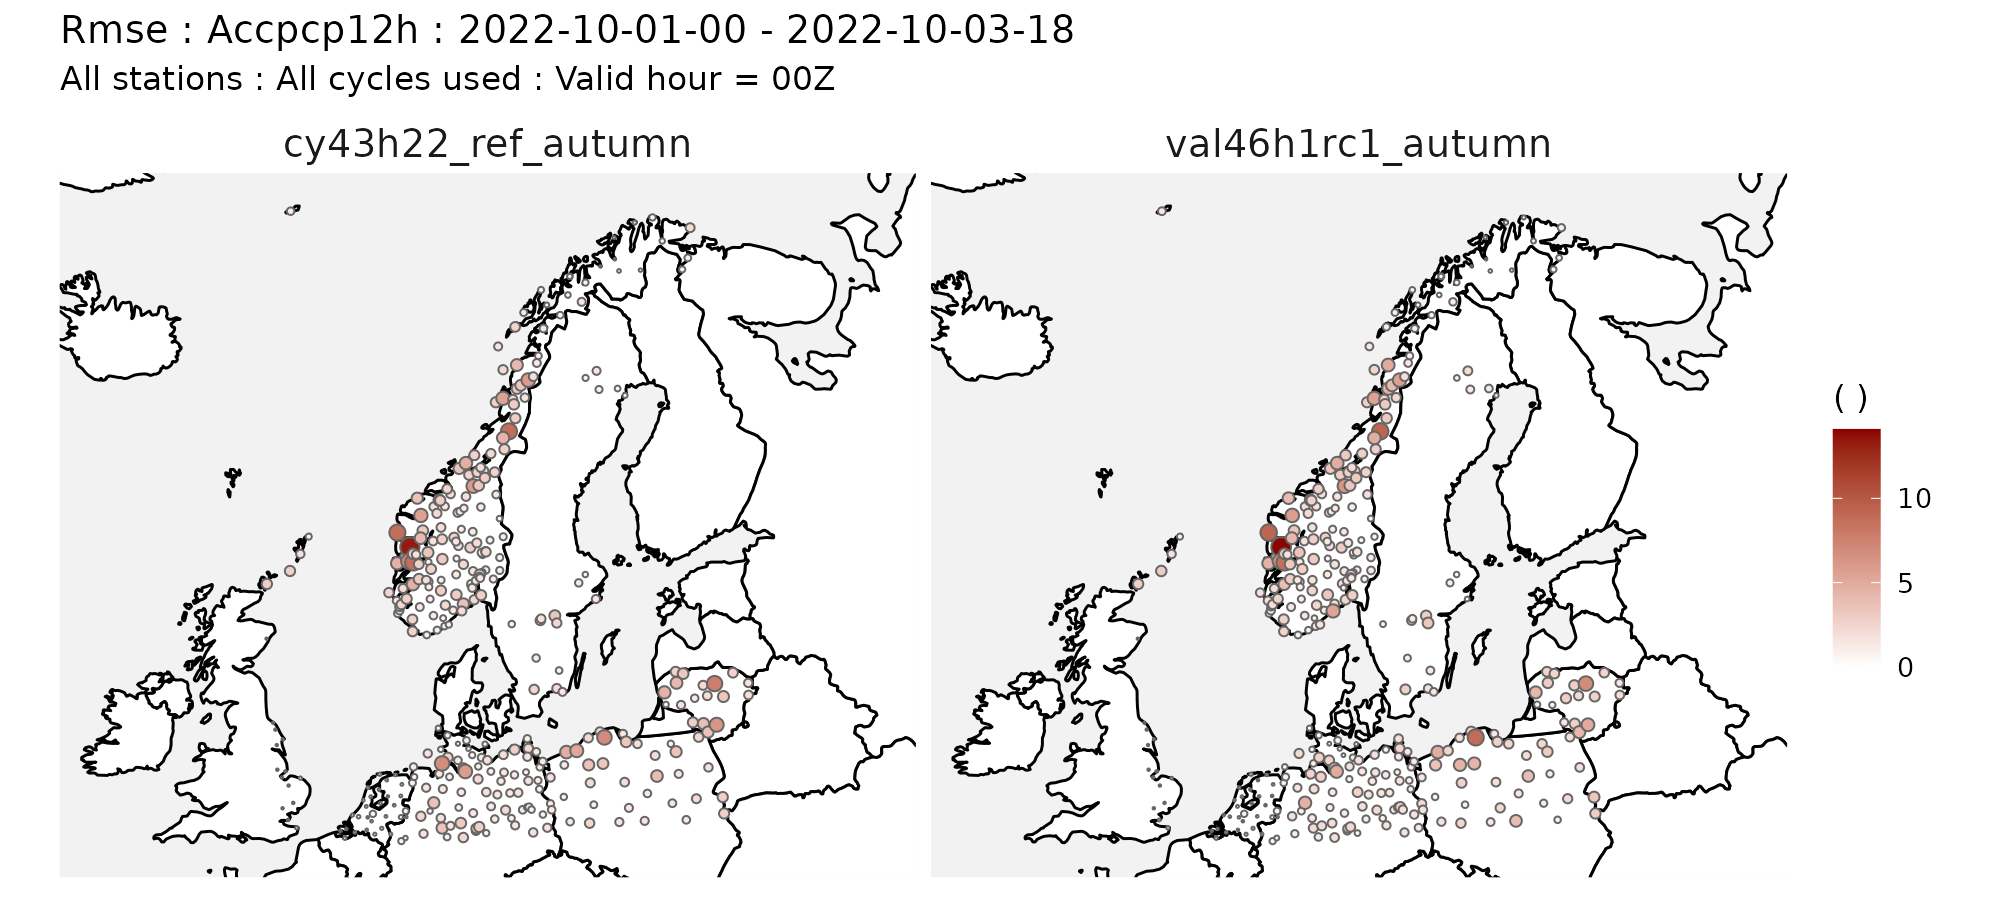 Rmse : Accpcp12h : 2022-10-01-00 - 2022-10-03-18
All stations : All cycles used : Valid hour = 00Z
cy43h22_ref_autumn
val46h1rc1_autumn
( )
10
5
0